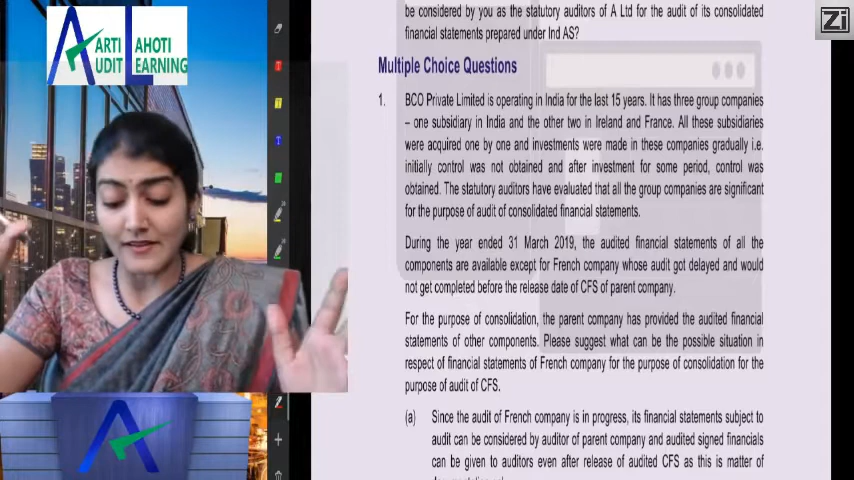 ARTI LAHOTI
AUDIT LEARNING
Zi
be considered by you as the statutory auditors of A Ltd for the audit of its consolidated
financial statements prepared under Ind AS?
Multiple Choice Questions
1. BCO Private Limited is operating in India for the last 15 years. It has three group companies
– one subsidiary in India and the other two in Ireland and France. All these subsidiaries
were acquired one by one and investments were made in these companies gradually i.e.
initially control was not obtained and after investment for some period, control was
obtained. The statutory auditors have evaluated that all the group companies are significant
for the purpose of audit of consolidated financial statements.
During the year ended 31 March 2019, the audited financial statements of all the
components are available except for French company whose audit got delayed and would
not get completed before the release date of CFS of parent company.
For the purpose of consolidation, the parent company has provided the audited financial
statements of other components. Please suggest what can be the possible situation in
respect of financial statements of French company for the purpose of consolidation for the
purpose of audit of CFS.
(a) Since the audit of French company is in progress, its financial statements subject to
audit can be considered by auditor of parent company and audited signed financials
can be given to auditors even after release of audited CFS as this is matter of